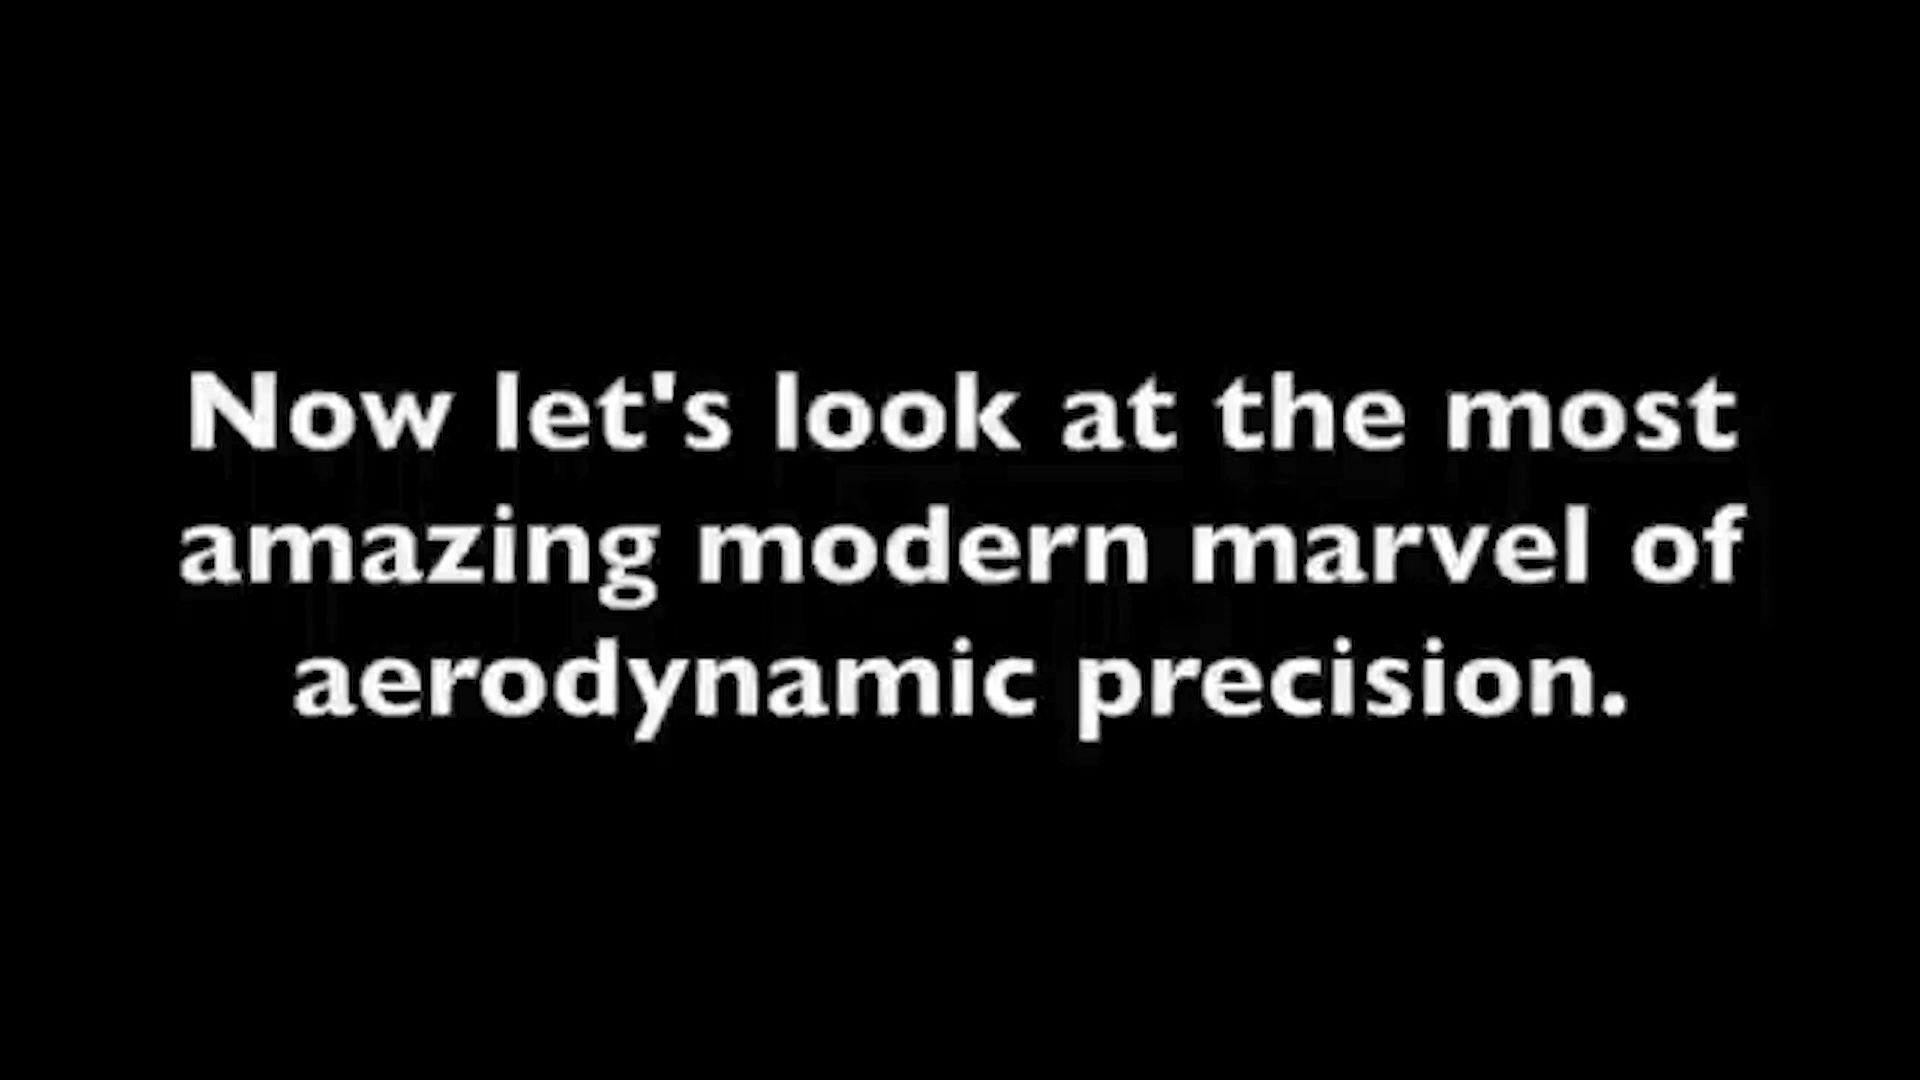 Now let's look at the most
amazing modern marvel of
aerodynamic precision.